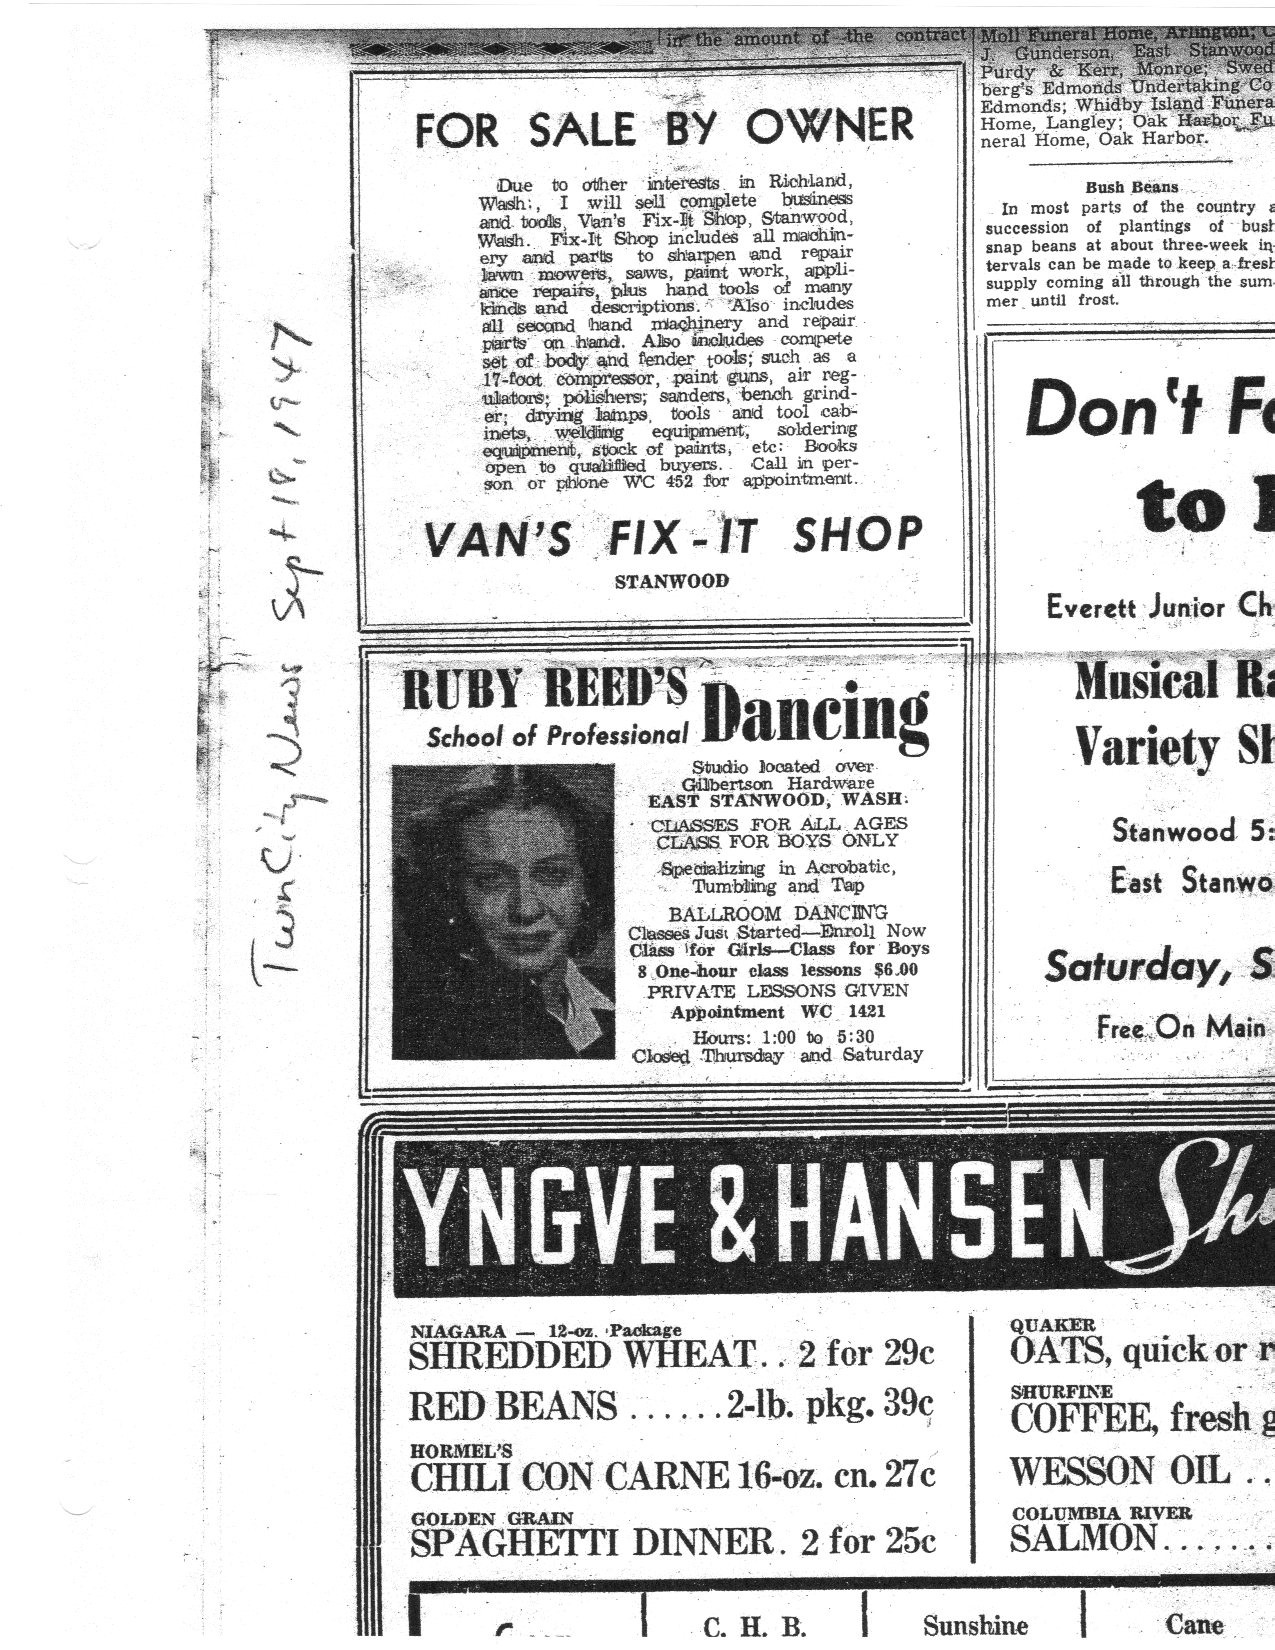 Twin City News Sept 18, 1947
in the amount of the contract
FOR SALE BY OWNER
Due to other interests in Richland,
Wash., I will sell complete business
and tools, Van's Fix-It Shop, Stanwood,
Wash. Fix-It Shop includes all machin-
ery and parts to sharpen and repair
lawn mowers, saws, paint work, appli-
ance repairs, plus hand tools of many
kinds and descriptions. Also includes
all second hand machinery and repair
parts on hand. Also includes compete
set of body and fender tools; such as a
17-foot compressor, paint guns, air reg-
ulators; polishers; sanders, bench grind-
er; drying lamps, tools and tool cab-
inets, welding equipment, soldering
equipment, stock of paints, etc: Books
open to qualified buyers. Call in per-
son or phone WC 452 for appointment.
VAN'S FIX-IT SHOP
STANWOOD
RUBY REED'S
School of Professional Dancing
Studio located over
Gilbertson Hardware
EAST STANWOOD, WASH.
CLASSES FOR ALL AGES
CLASS FOR BOYS ONLY
Specializing in Acrobatic,
Tumbling and Tap
BALLROOM DANCING
Classes Just Started—Enroll Now
Class for Girls—Class for Boys
8 One-hour class lessons $6.00
PRIVATE LESSONS GIVEN
Appointment WC 1421
Hours: 1:00 to 5:30
Closed Thursday and Saturday
Moll Funeral Home, Arlington; C
J. Gunderson, East Stanwood
Purdy & Kerr, Monroe; Swed
berg's Edmonds Undertaking Co
Edmonds; Whidby Island Funera
Home, Langley; Oak Harbor Fu
neral Home, Oak Harbor.
Bush Beans
In most parts of the country a
succession of plantings of bush
snap beans at about three-week in-
tervals can be made to keep a fresh
supply coming all through the sum-
mer until frost.
Don't Fo
to
Everett Junior Ch
Musical Ra
Variety Sh
Stanwood 5:
East Stanwo
Saturday, S
Free On Main
YNGVE & HANSEN Shu
NIAGARA — 12-oz. Package
SHREDDED WHEAT.. 2 for 29c
RED BEANS ......2-lb. pkg. 39c
HORMEL'S
CHILI CON CARNE 16-oz. cn. 27c
GOLDEN GRAIN
SPAGHETTI DINNER. 2 for 25c
QUAKER
OATS, quick or r
SHURFINE
COFFEE, fresh g
WESSON OIL ..
COLUMBIA RIVER
SALMON.......
C. H. B.
Sunshine
Cane